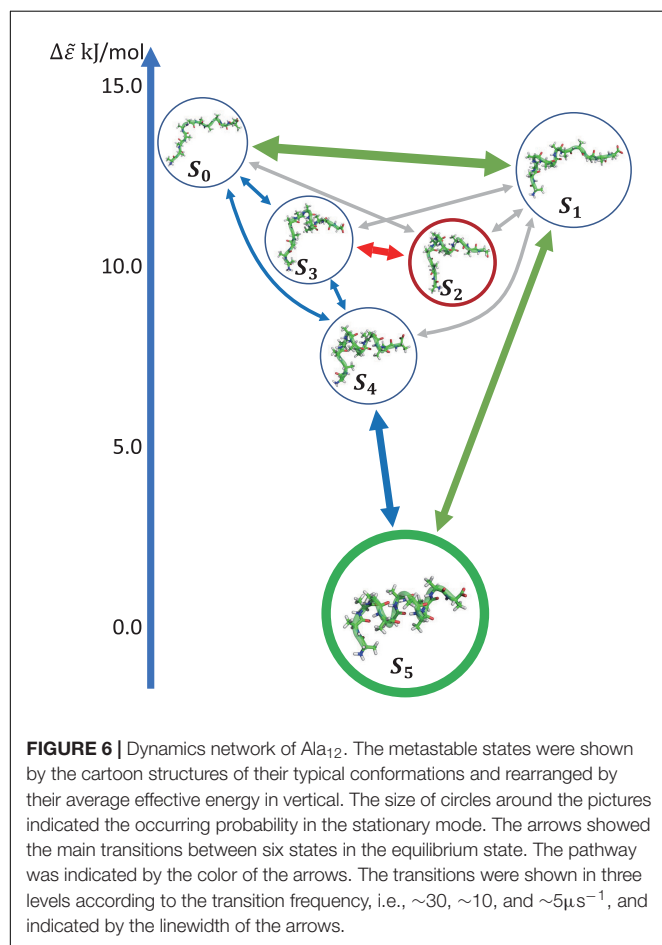 Δε̃ kJ/mol
15.0
S₀
S₁
S₃
10.0
S₂
S₄
5.0
0.0
S₅
FIGURE 6 | Dynamics network of Ala₁₂. The metastable states were shown
by the cartoon structures of their typical conformations and rearranged by
their average effective energy in vertical. The size of circles around the pictures
indicated the occurring probability in the stationary mode. The arrows showed
the main transitions between six states in the equilibrium state. The pathway
was indicated by the color of the arrows. The transitions were shown in three
levels according to the transition frequency, i.e., ∼30, ∼10, and ∼5μs⁻¹, and
indicated by the linewidth of the arrows.